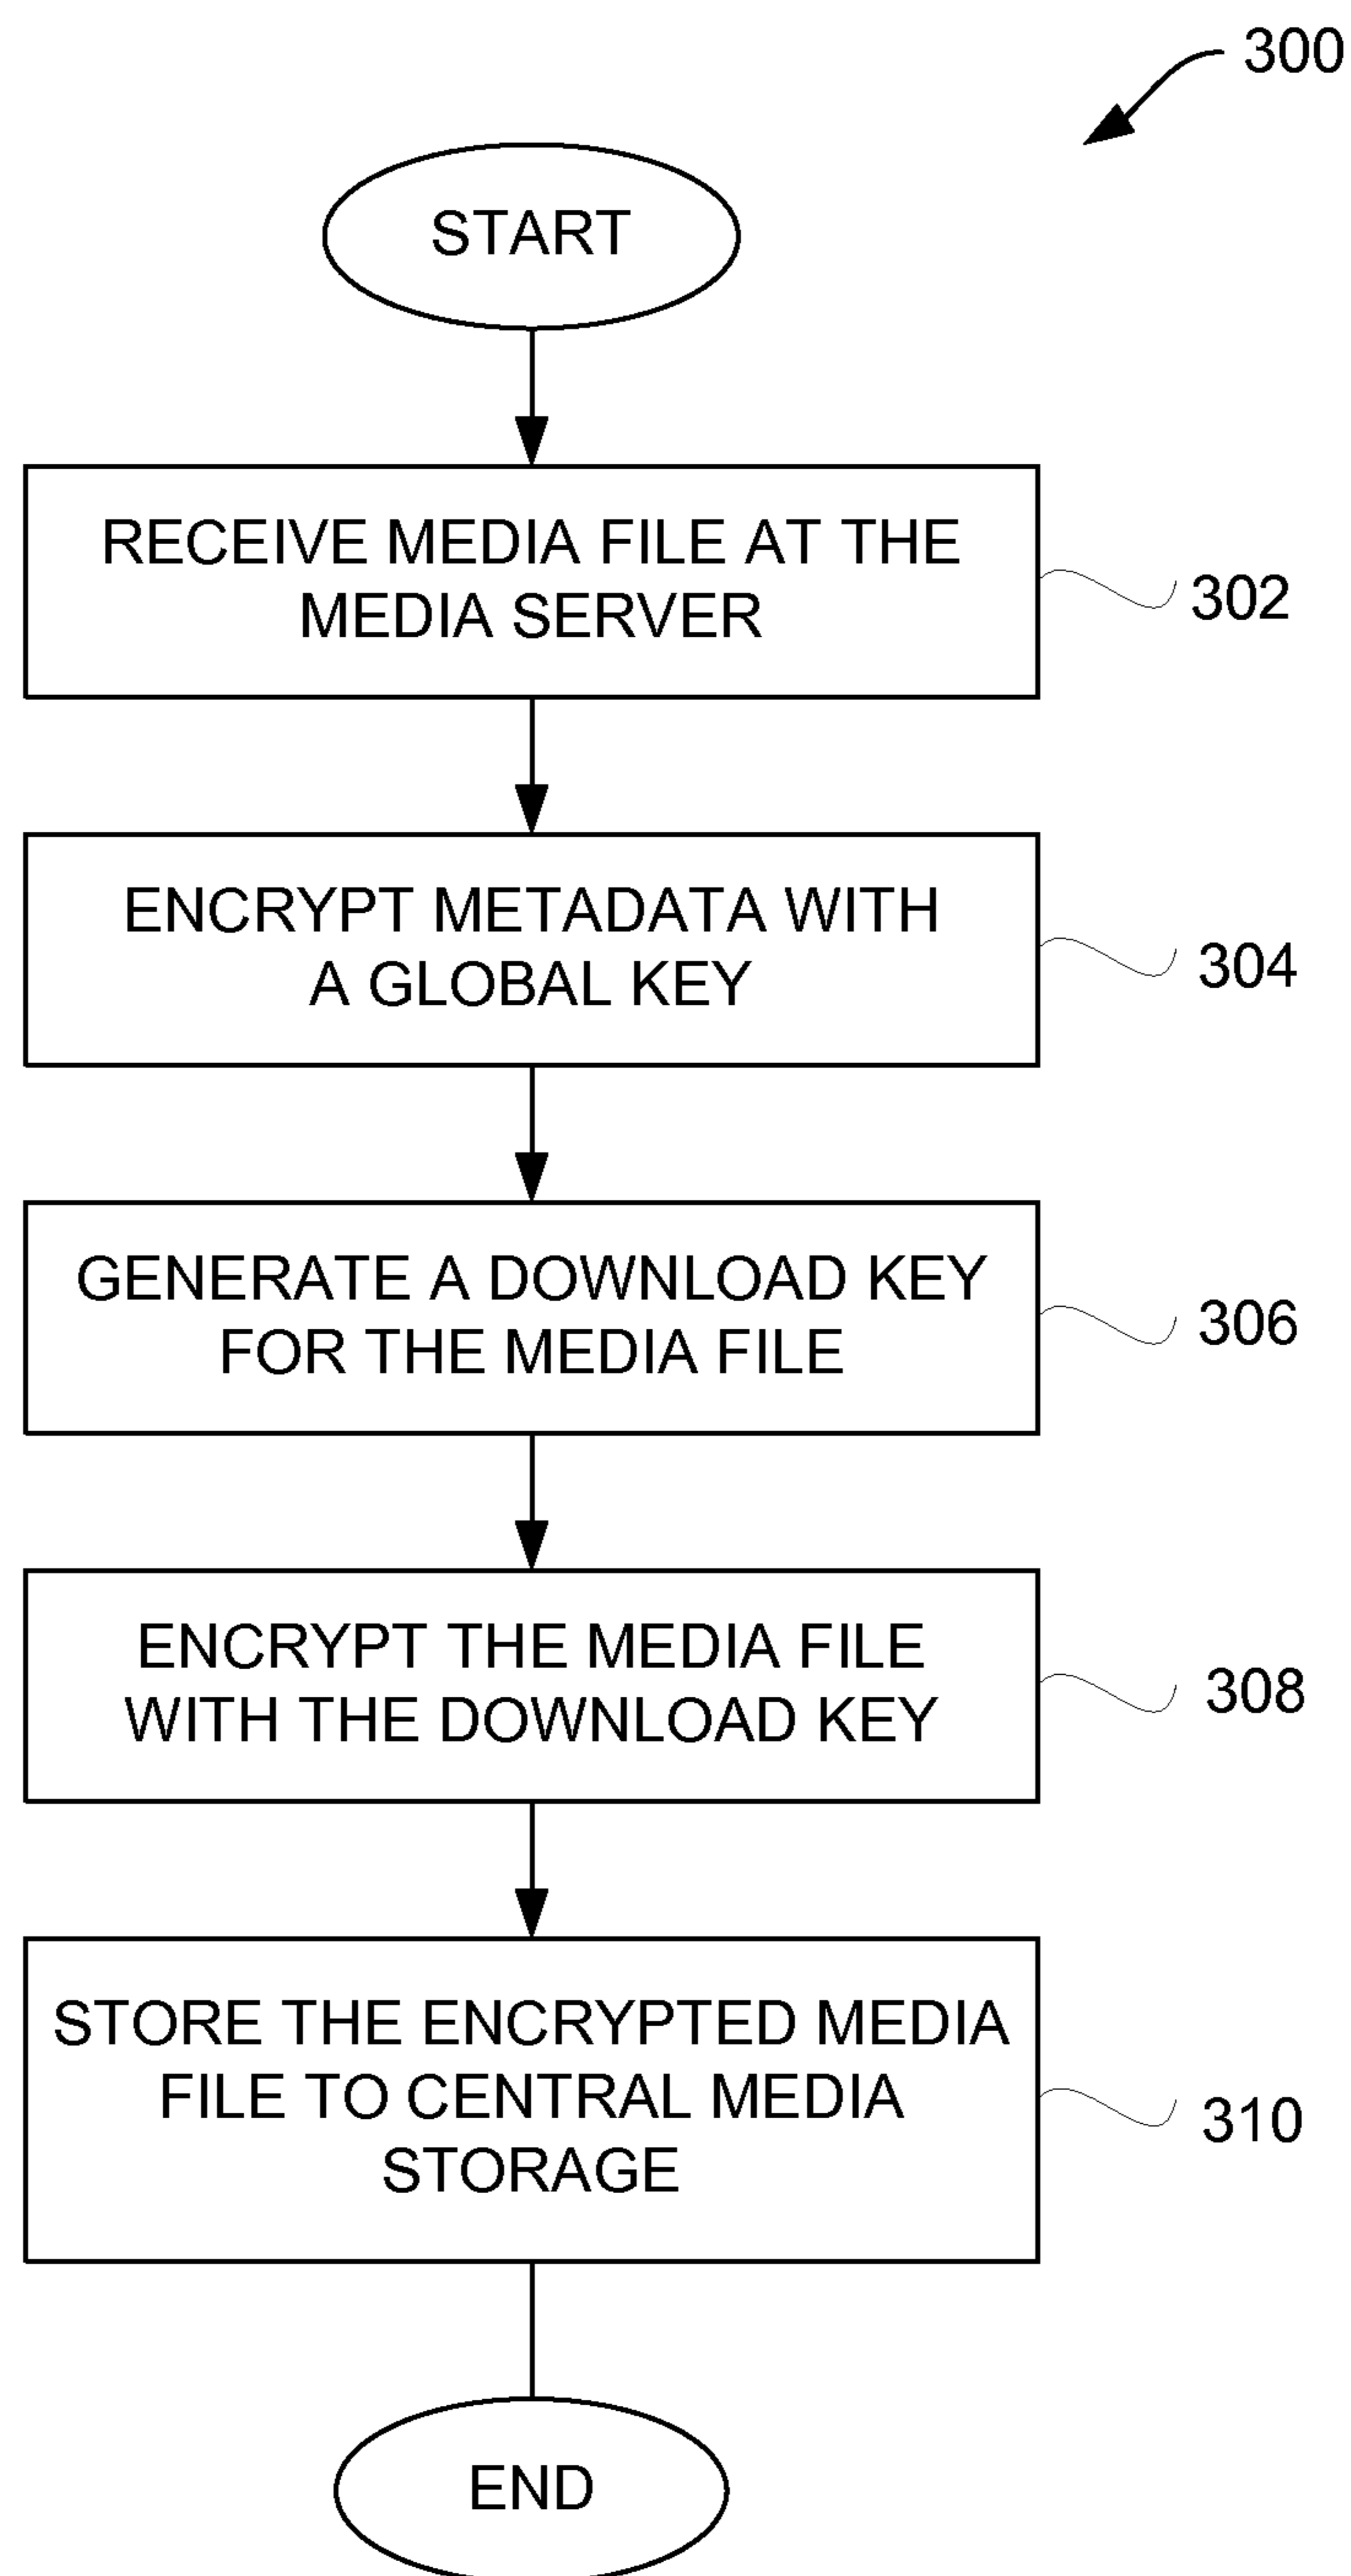 300
START
RECEIVE MEDIA FILE AT THE
MEDIA SERVER
302
ENCRYPT METADATA WITH
A GLOBAL KEY
304
GENERATE A DOWNLOAD KEY
FOR THE MEDIA FILE
306
ENCRYPT THE MEDIA FILE
WITH THE DOWNLOAD KEY
308
STORE THE ENCRYPTED MEDIA
FILE TO CENTRAL MEDIA
STORAGE
310
END